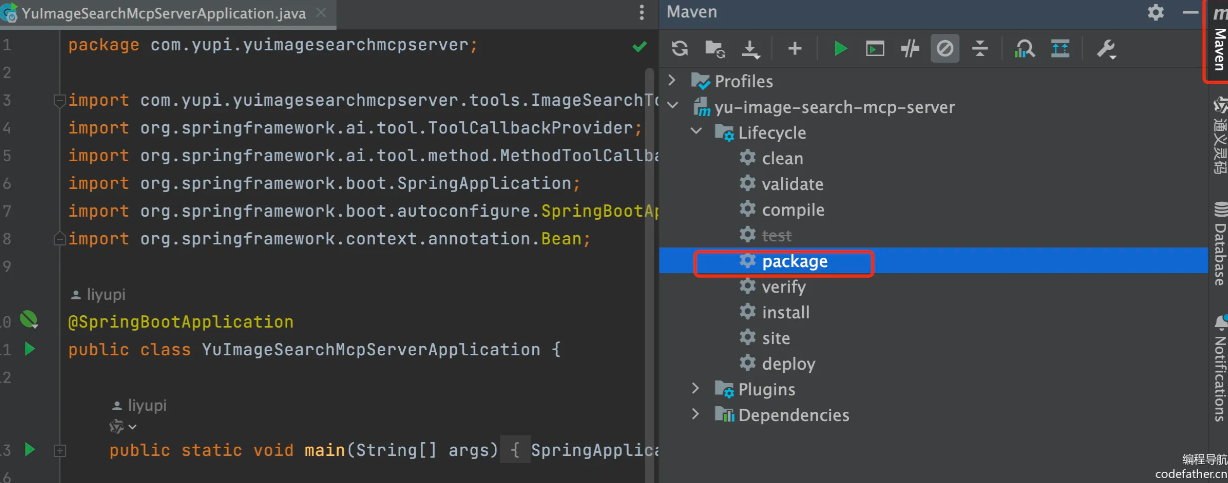 YuImageSearchMcpServerApplication.java
1 package com.yupi.yuimagesearchmcpserver;
2
3 import com.yupi.yuimagesearchmcpserver.tools.ImageSearchTo
4 import org.springframework.ai.tool.ToolCallbackProvider;
5 import org.springframework.ai.tool.method.MethodToolCallba
6 import org.springframework.boot.SpringApplication;
7 import org.springframework.boot.autoconfigure.SpringBootAp
8 import org.springframework.context.annotation.Bean;
9
liyupi
0 @SpringBootApplication
1 public class YuImageSearchMcpServerApplication {
2
liyupi
3 public static void main(String[] args) { SpringApplica
6
Maven
Profiles
yu-image-search-mcp-server
Lifecycle
clean
validate
compile
test
package
verify
install
site
deploy
Plugins
Dependencies
m
Maven
通义灵码
Database
Notifications
编程导航
codefather.cn